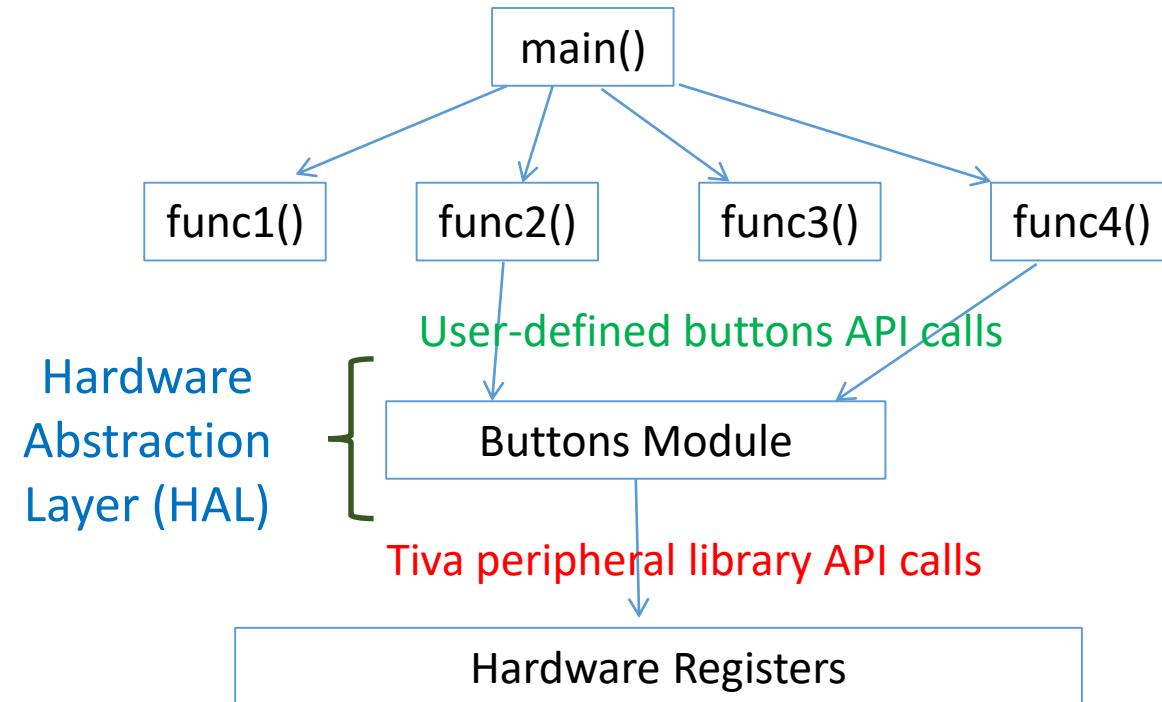 main()
func1()
func2()
func3()
func4()
User-defined buttons API calls
Hardware
Abstraction
Layer (HAL)
Buttons Module
Tiva peripheral library API calls
Hardware Registers